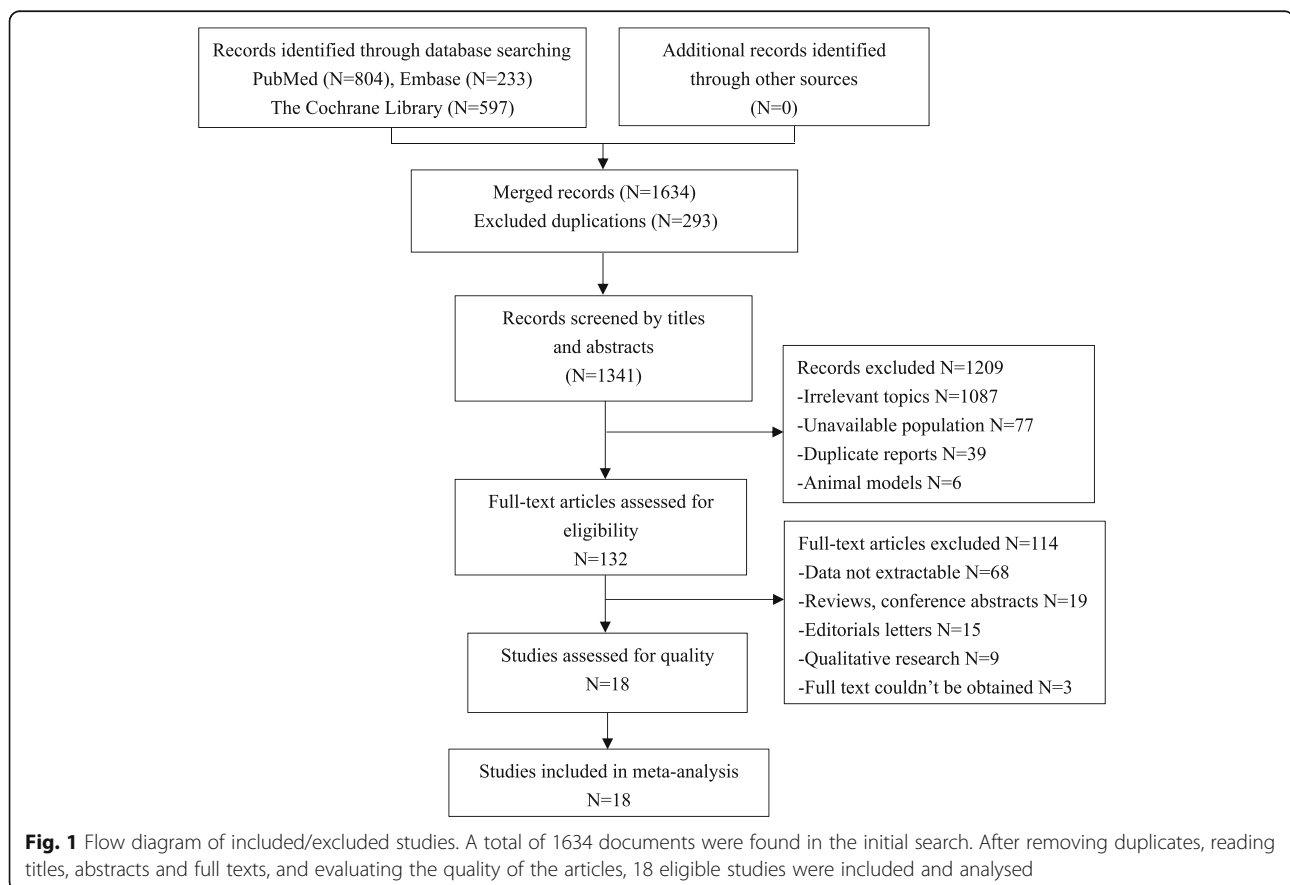 Records identified through database searching
PubMed (N=804), Embase (N=233)
The Cochrane Library (N=597)
Additional records identified
through other sources
(N=0)
Merged records (N=1634)
Excluded duplications (N=293)
Records screened by titles
and abstracts
(N=1341)
Records excluded N=1209
-Irrelevant topics N=1087
-Unavailable population N=77
-Duplicate reports N=39
-Animal models N=6
Full-text articles assessed for
eligibility
N=132
Full-text articles excluded N=114
-Data not extractable N=68
-Reviews, conference abstracts N=19
-Editorials letters N=15
-Qualitative research N=9
-Full text couldn't be obtained N=3
Studies assessed for quality
N=18
Studies included in meta-analysis
N=18
Fig. 1 Flow diagram of included/excluded studies. A total of 1634 documents were found in the initial search. After removing duplicates, reading
titles, abstracts and full texts, and evaluating the quality of the articles, 18 eligible studies were included and analysed